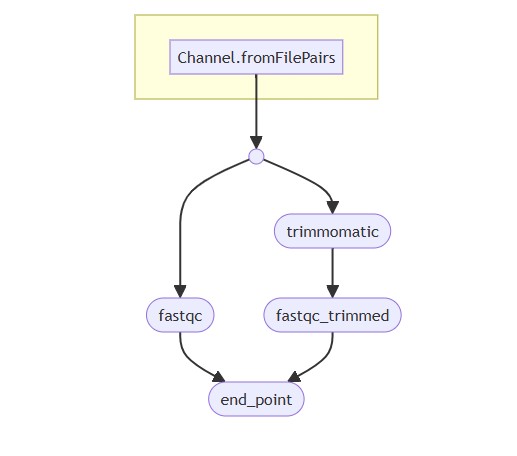 Channel.fromFilePairs
trimmomatic
fastqc
fastqc_trimmed
end_point